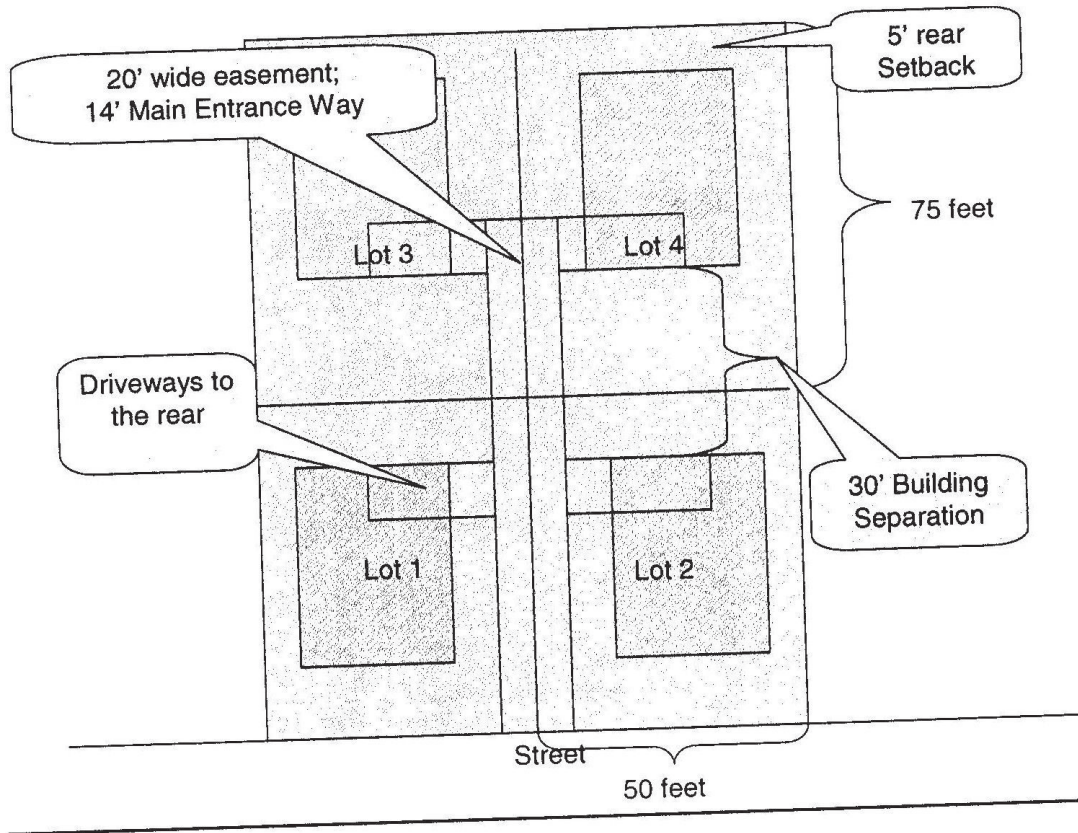 5' rear
Setback
20' wide easement;
14' Main Entrance Way
75 feet
Lot 3
Lot 4
Driveways to
the rear
30' Building
Separation
Lot 1
Lot 2
Street
50 feet